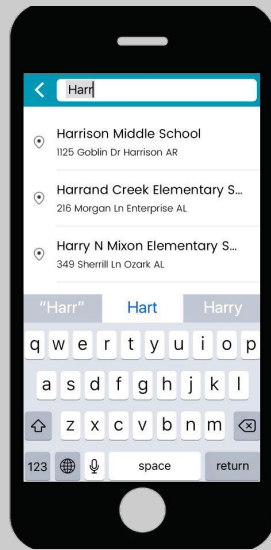 Harr
Harrison Middle School
1125 Goblin Dr Harrison AR
Harrand Creek Elementary S...
216 Morgan Ln Enterprise AL
Harry N Mixon Elementary S...
349 Sherrill Ln Ozark AL
"Harr" Hart Harry
q w e r t y u i o p
a s d f g h j k l
z x c v b n m
123 space return